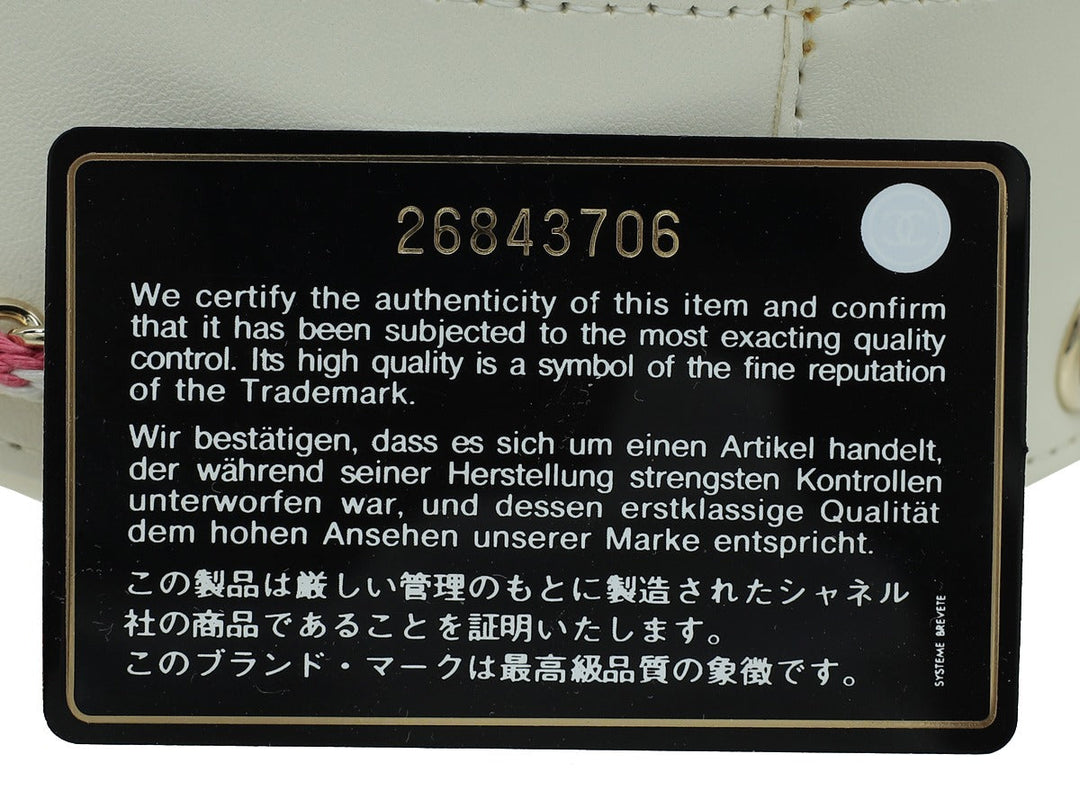 26843706
We certify the authenticity of this item and confirm
that it has been subjected to the most exacting quality
control. Its high quality is a symbol of the fine reputation
of the Trademark.
Wir bestätigen, dass es sich um einen Artikel handelt,
der während seiner Herstellung strengsten Kontrollen
unterworfen war, und dessen erstklassige Qualität
dem hohen Ansehen unserer Marke entspricht.
この製品は厳しい管理のもとに製造されたシャネル
社の商品であることを証明いたします。
このブランド・マークは最高級品質の象徴です。
SYSTEME BREVETE